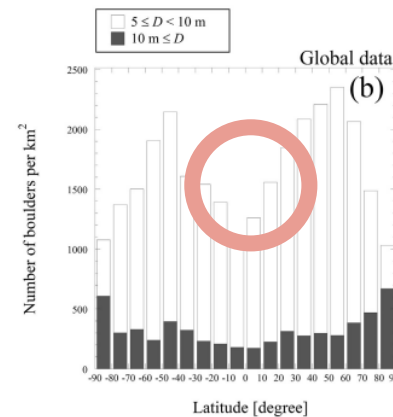 5 ≤ D < 10 m
10 m ≤ D
Global data
(b)
2500
2000
1500
1000
500
0
Number of boulders per km²
-90 -80 -70 -60 -50 -40 -30 -20 -10 0 10 20 30 40 50 60 70 80
Latitude [degree]